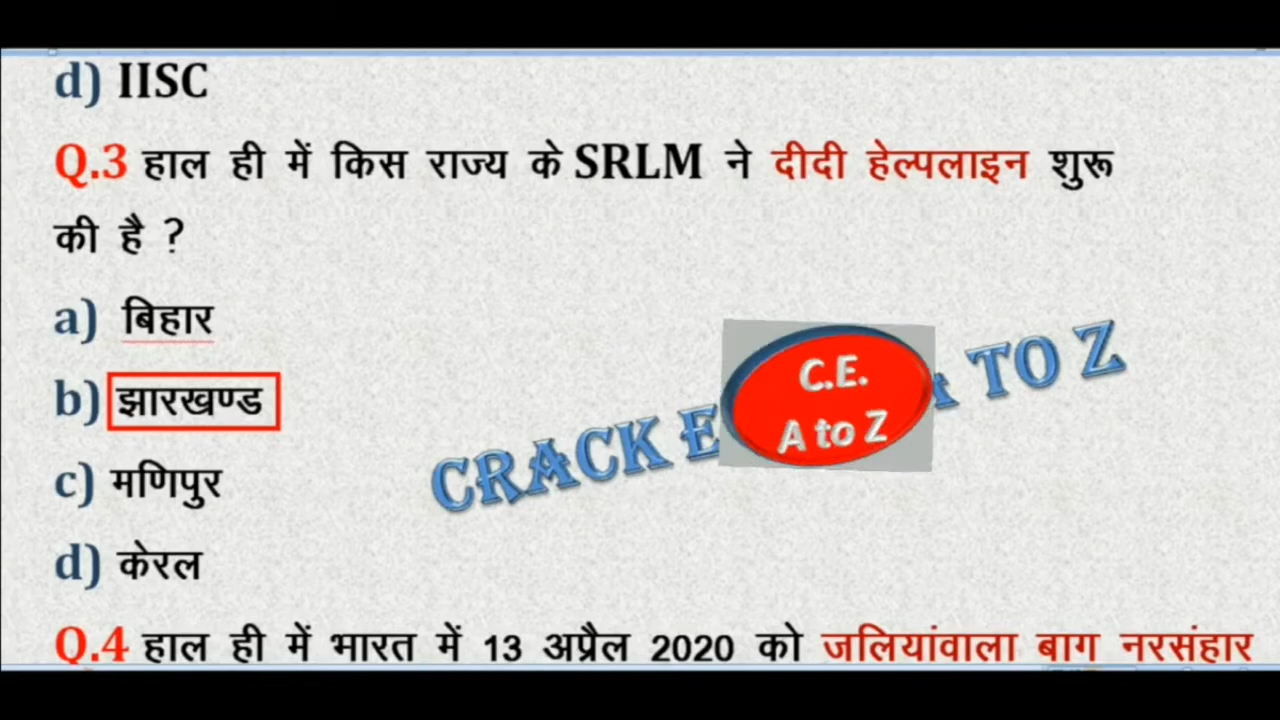 d) IISC
Q.3 हाल ही में किस राज्य के SRLM ने दीदी हेल्पलाइन शुरू
की है ?
a) बिहार
b) झारखण्ड
c) मणिपुर
d) केरल
CRACK E TO Z
C.E.
A to Z
Q.4 हाल ही में भारत में 13 अप्रैल 2020 को जलियांवाला बाग नरसंहार